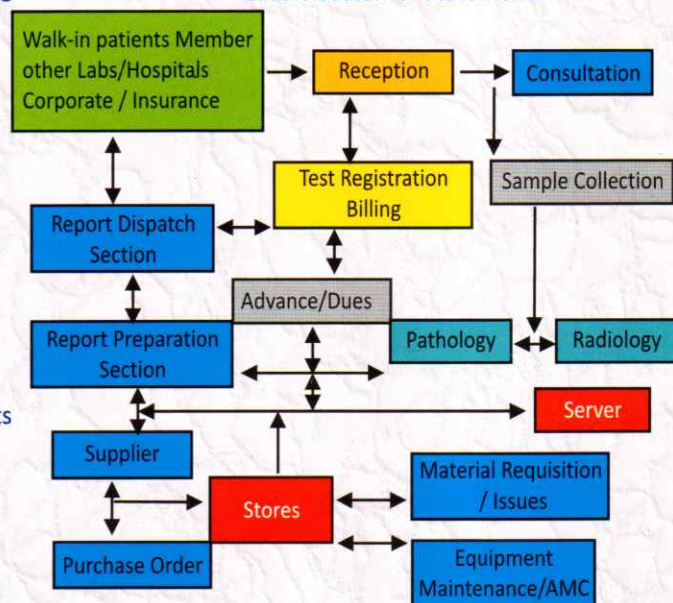 Walk-in patients Member
other Labs/Hospitals
Corporate / Insurance
Reception
Consultation
Test Registration
Billing
Sample Collection
Report Dispatch
Section
Advance/Dues
Report Preparation
Section
Pathology
Radiology
Server
Supplier
Material Requisition
/ Issues
Stores
Purchase Order
Equipment
Maintenance/AMC